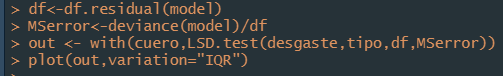 > df<-df.residual(model)
> MSerror<-deviance(model)/df
> out <- with(cuero,LSD.test(desgaste,tipo,df,MSerror))
> plot(out,variation="IQR")